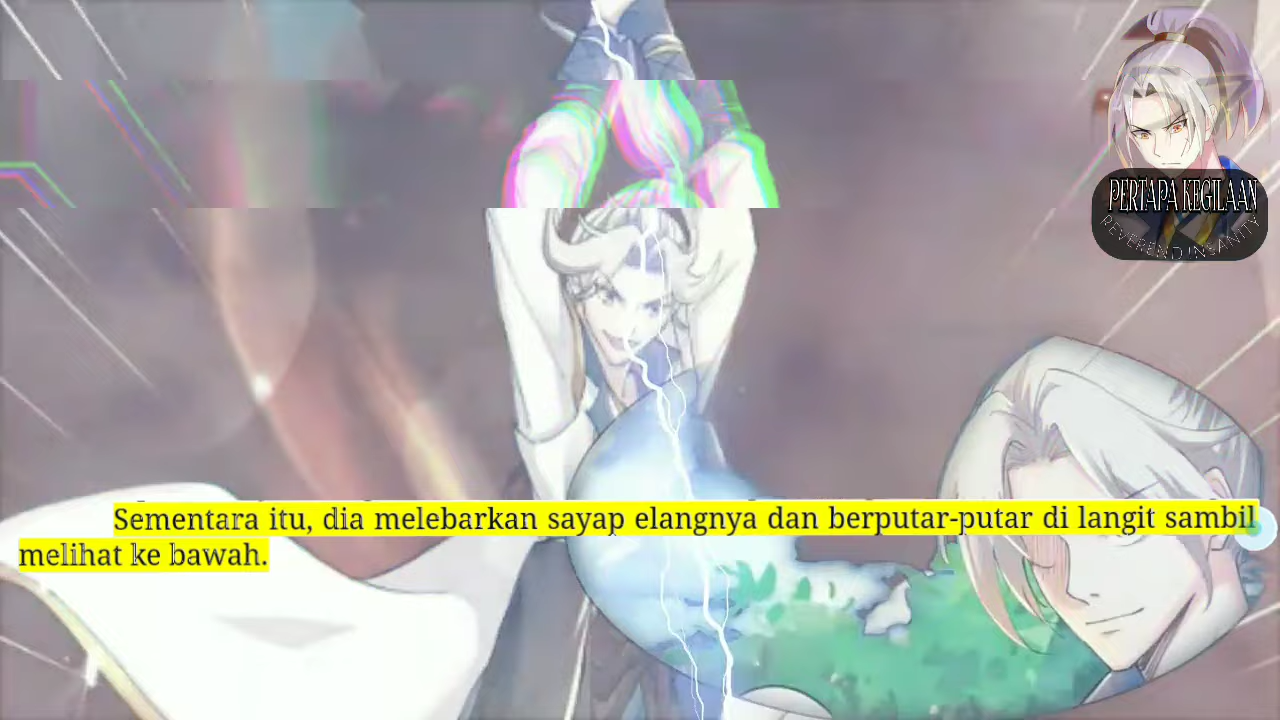 PERTAPA KEGILAAN
REVEREND INSANITY
Sementara itu, dia melebarkan sayap elangnya dan berputar-putar di langit sambil
melihat ke bawah.